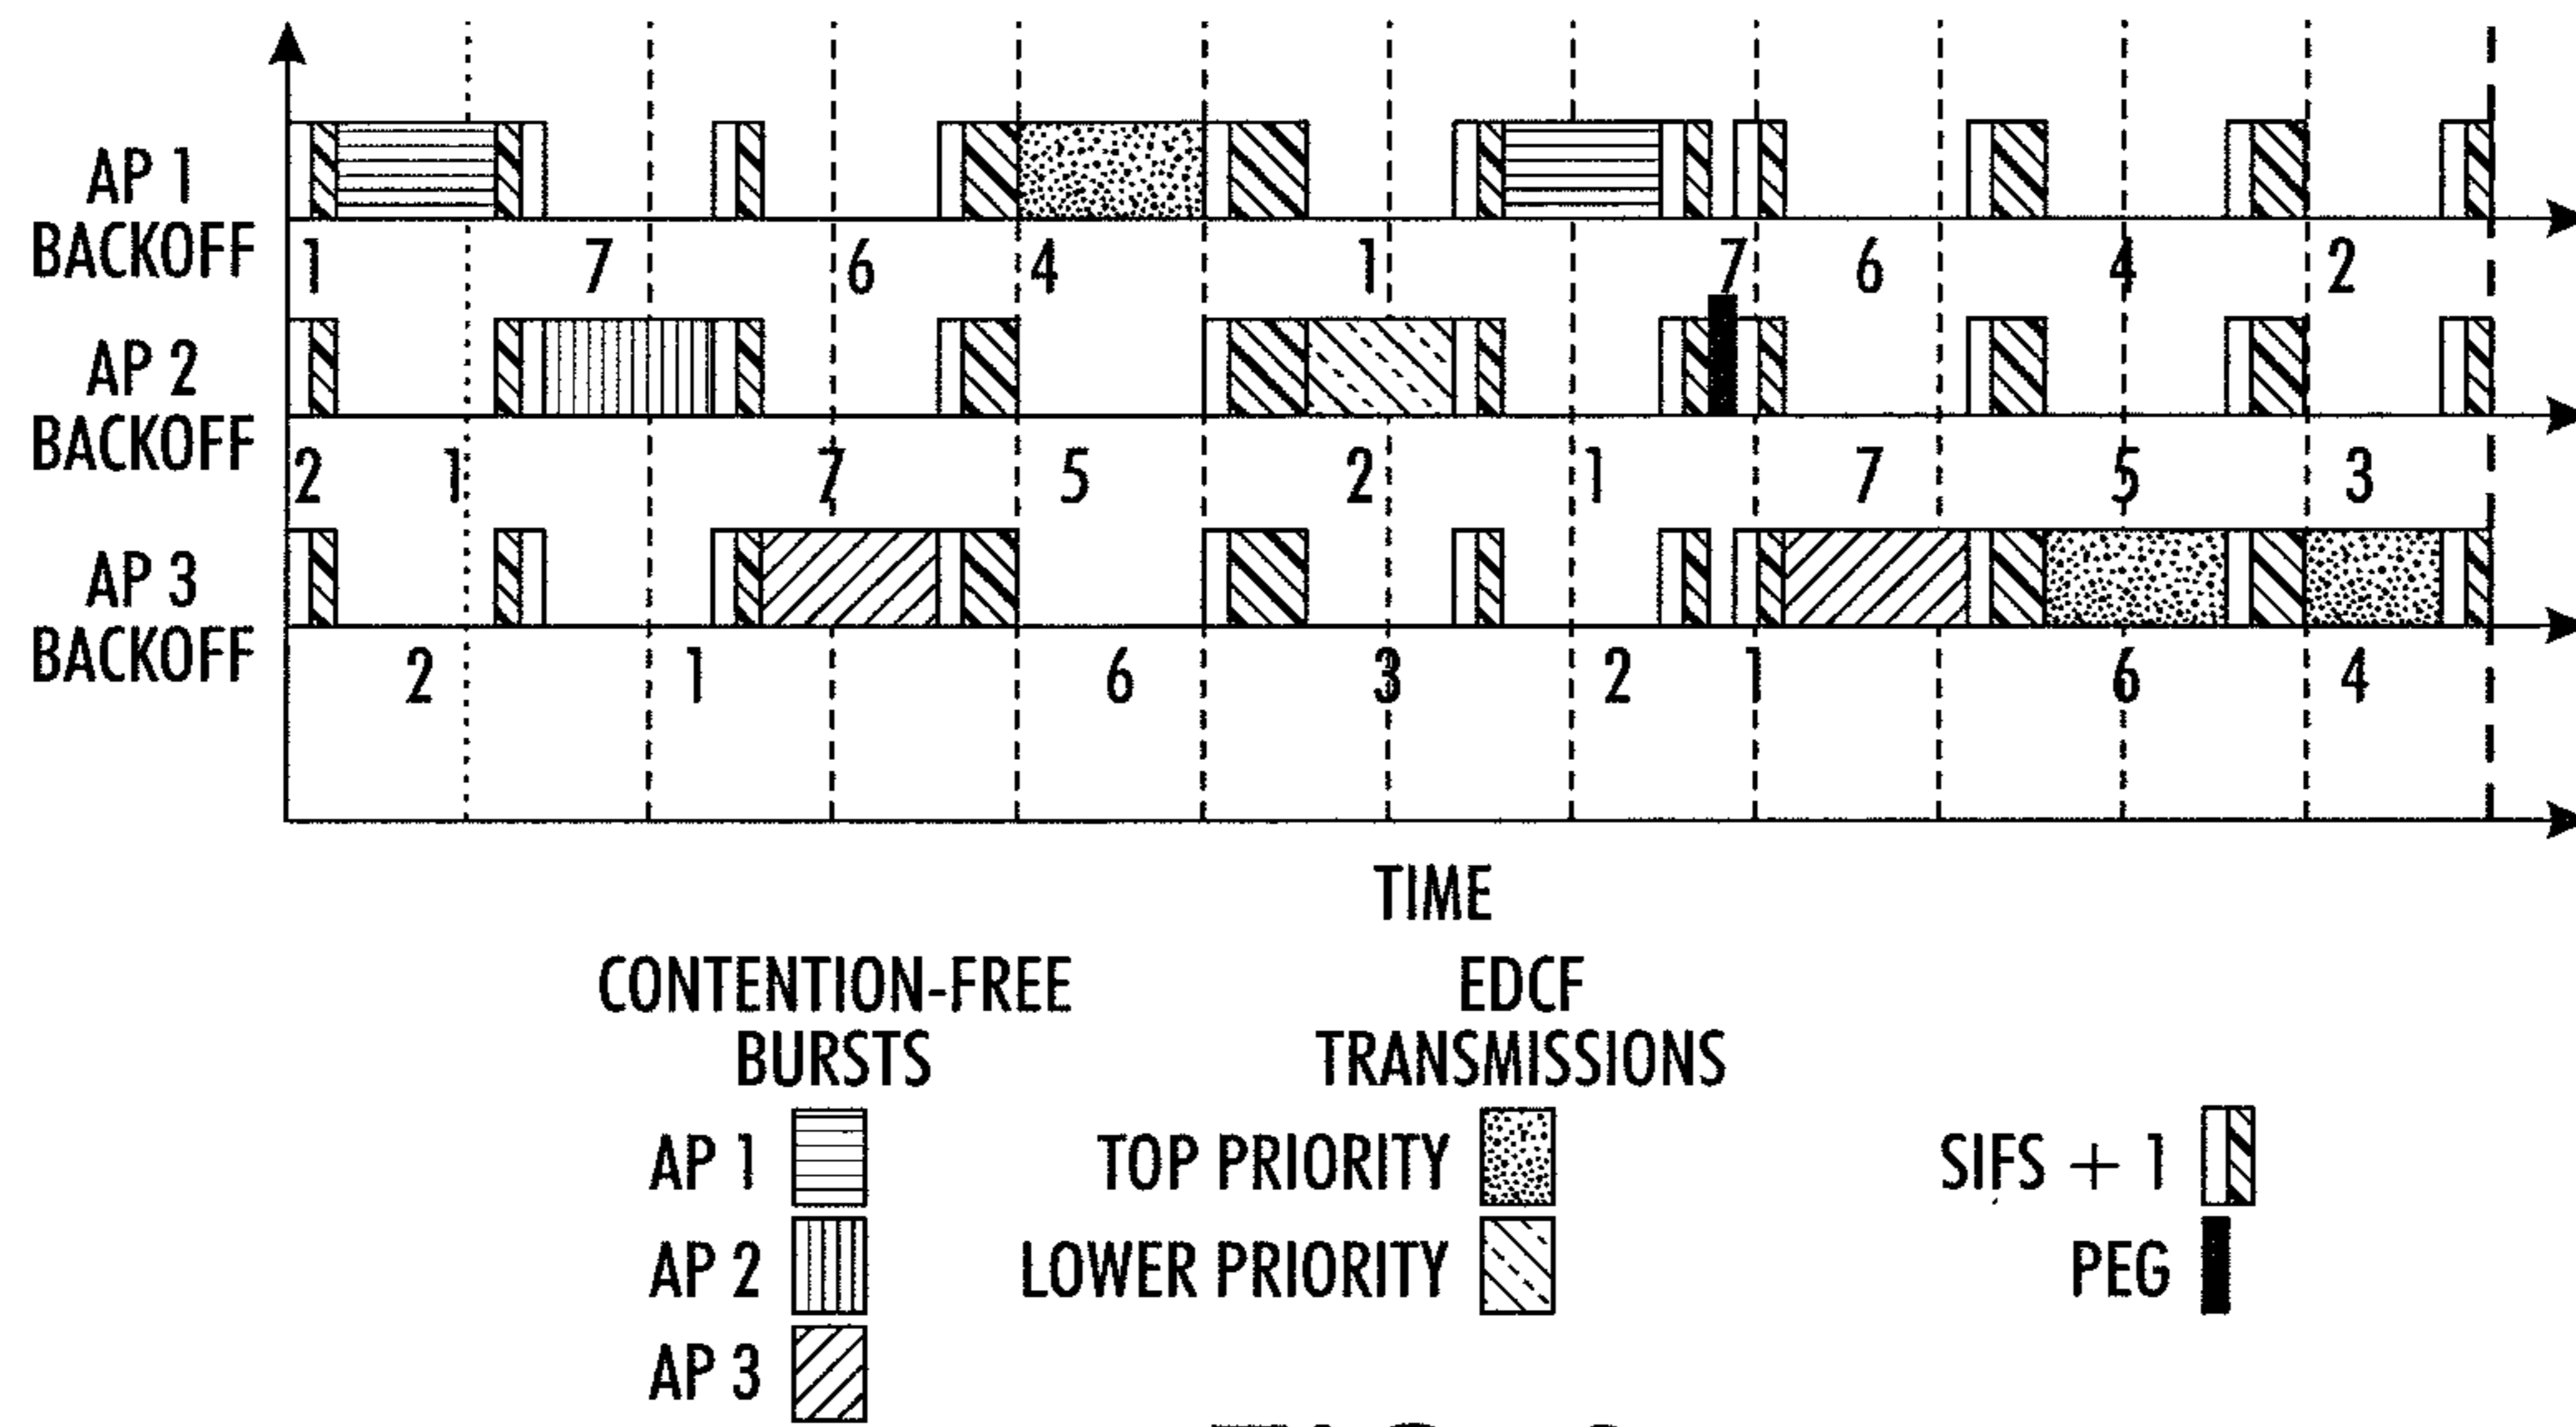 AP 1
BACKOFF
1 7 6 4 1 7 6 4 2
AP 2
BACKOFF
2 1 7 5 2 1 7 5 3
AP 3
BACKOFF
2 1 6 3 2 1 6 4
TIME
CONTENTION-FREE
BURSTS
AP 1
AP 2
AP 3
EDCF
TRANSMISSIONS
TOP PRIORITY
LOWER PRIORITY
SIFS + 1
PEG